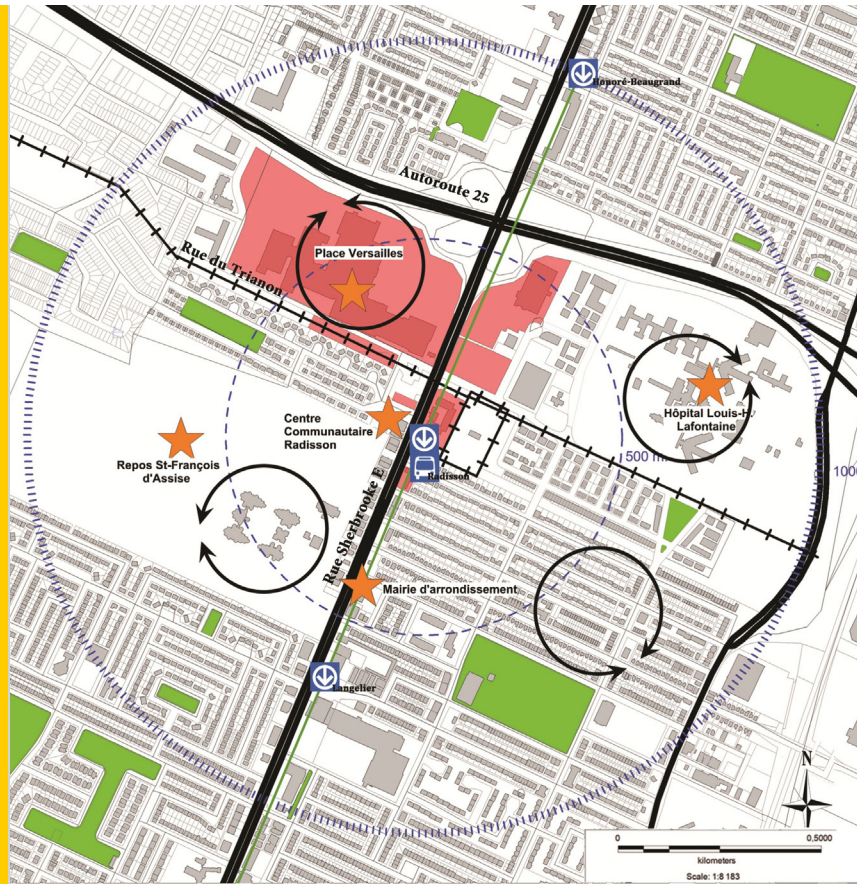 Honoré-Beaugrand
Autoroute 25
Place Versailles
Rue du Trianon
Hôpital Louis-H.
Lafontaine
Centre
Communautaire
Radisson
500 m
1000
Repos St-François
d'Assise
Radisson
Rue Sherbrooke E
Mairie d'arrondissement
Langelier
N
0 0,5000
kilometers
Scale: 1:8 183